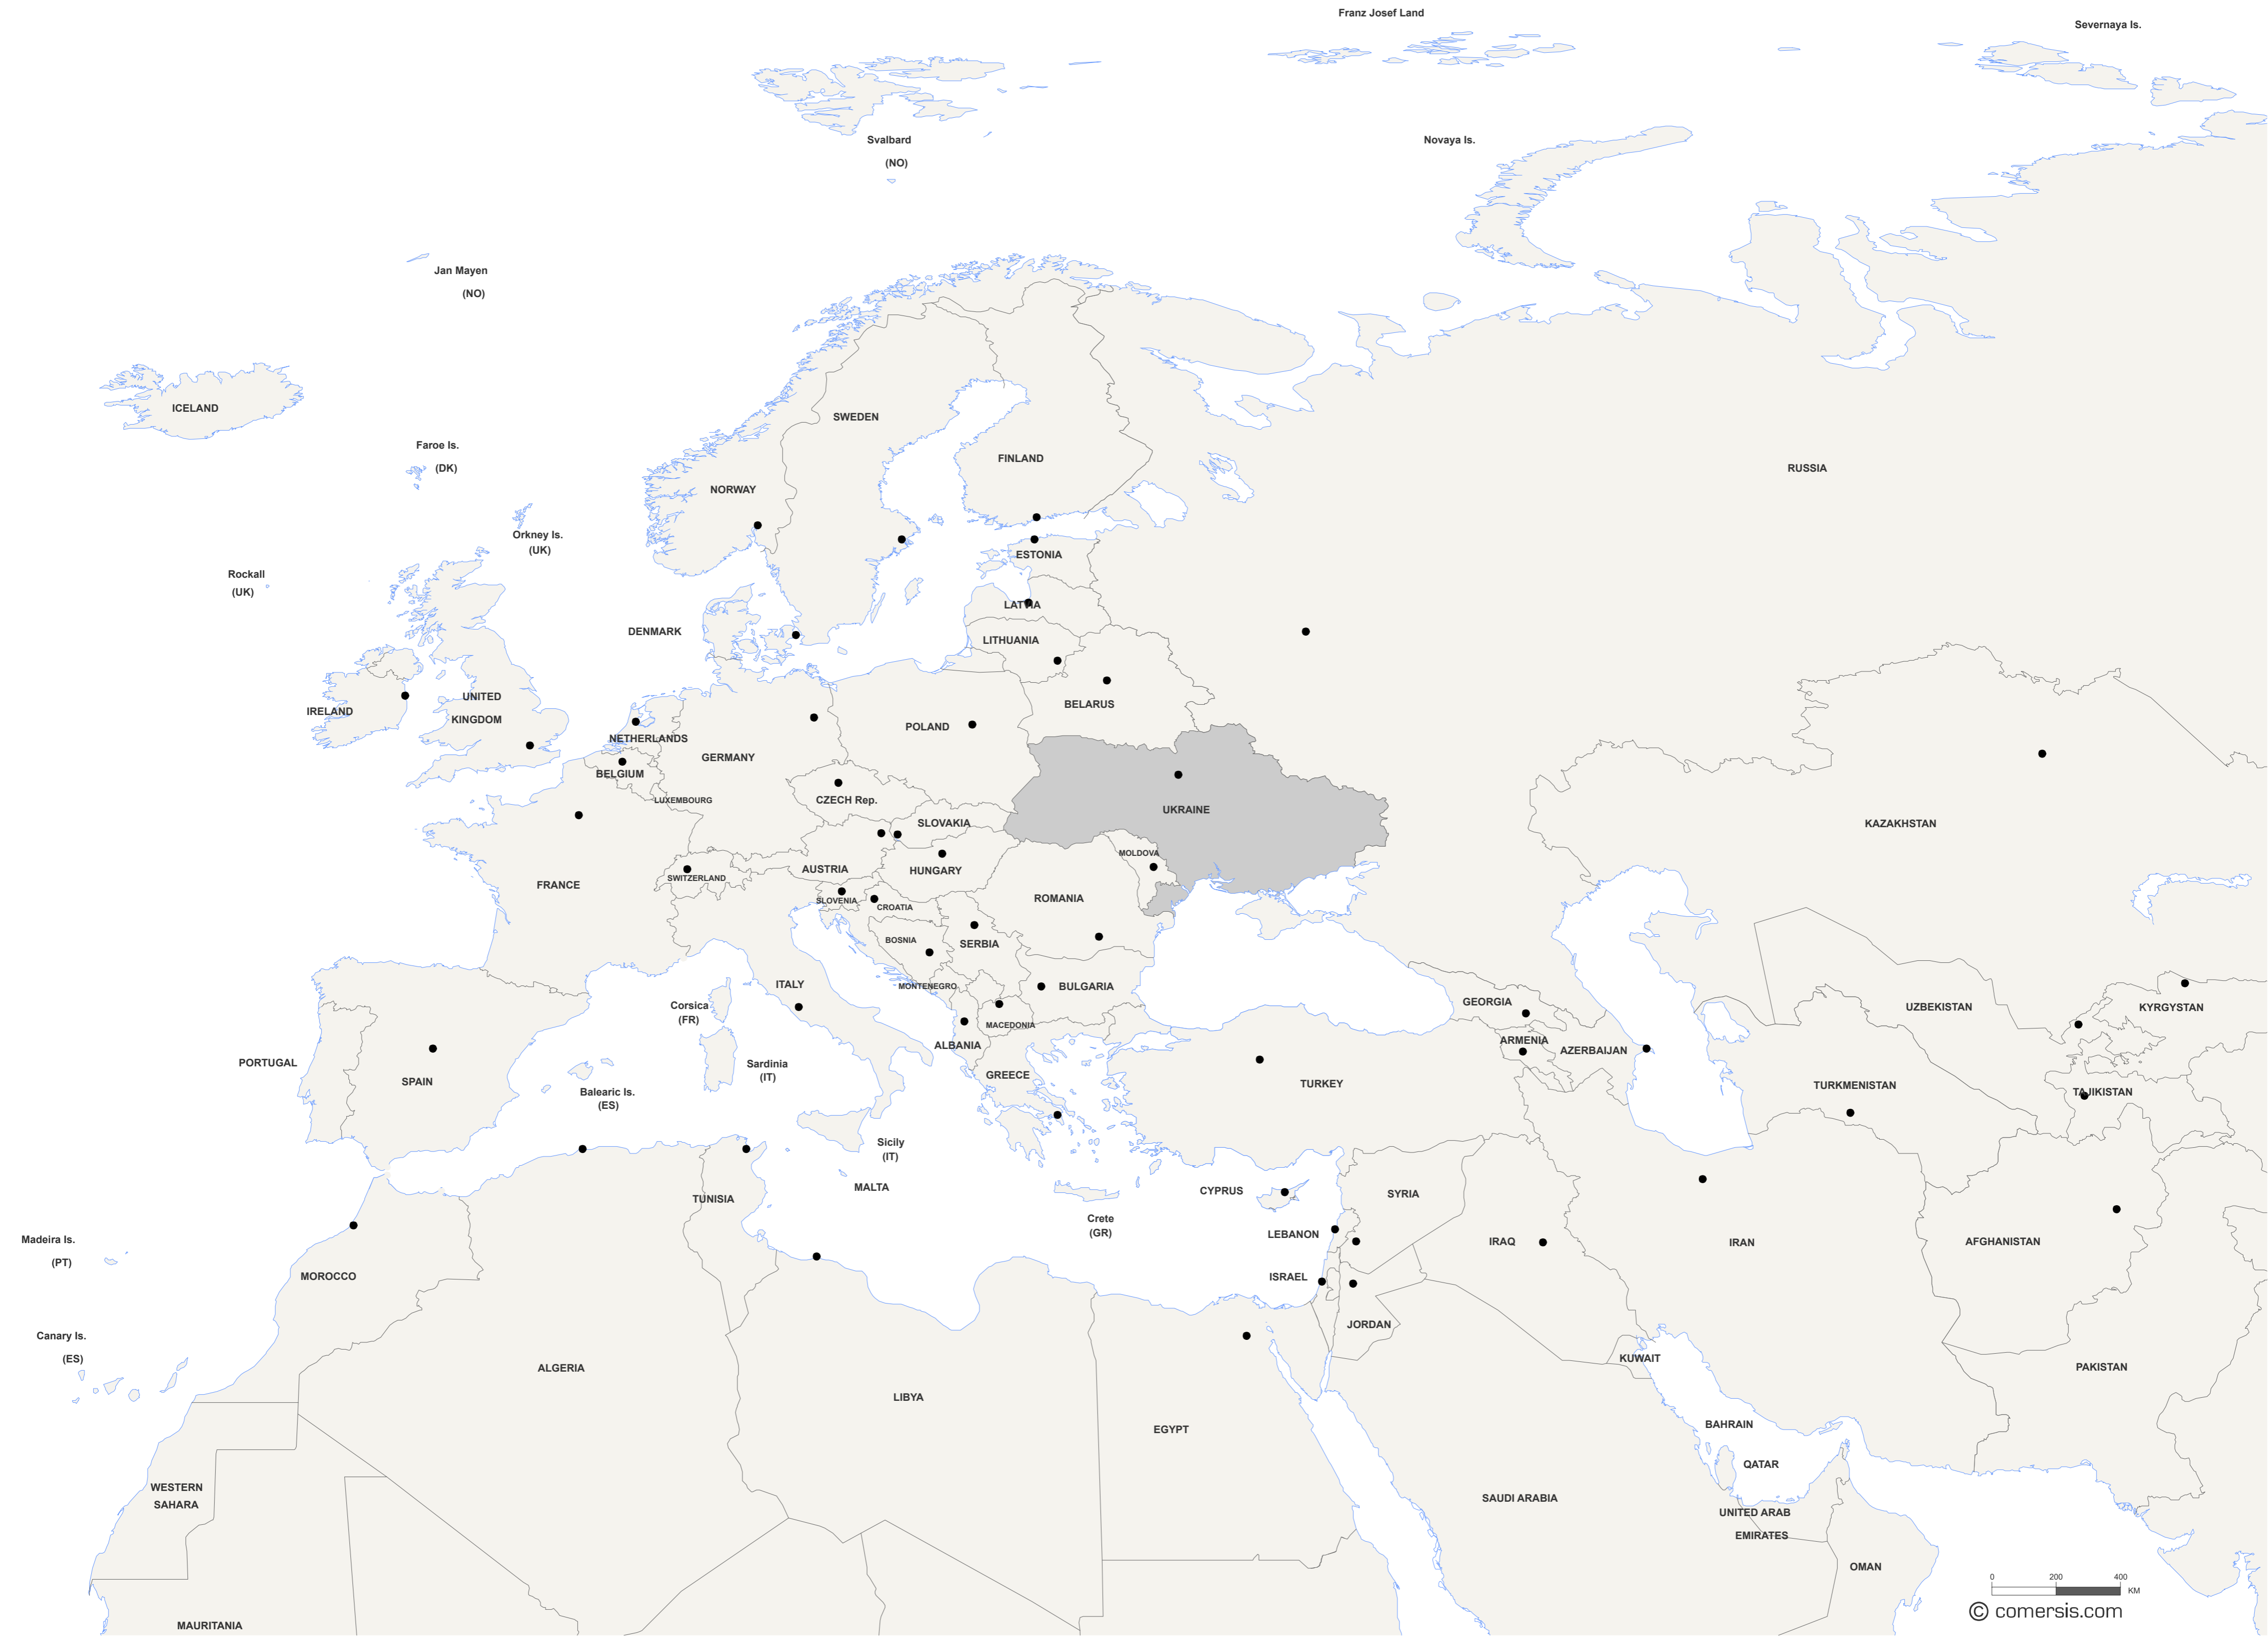 Franz Josef Land
Severnaya Is.
Svalbard
(NO)
Novaya Is.
Jan Mayen
(NO)
ICELAND
SWEDEN
Faroe Is.
(DK)
FINLAND
RUSSIA
NORWAY
Orkney Is.
(UK)
ESTONIA
Rockall
(UK)
LATVIA
DENMARK
LITHUANIA
UNITED
KINGDOM
IRELAND
BELARUS
POLAND
NETHERLANDS
GERMANY
BELGIUM
LUXEMBOURG
CZECH Rep.
UKRAINE
SLOVAKIA
KAZAKHSTAN
MOLDOVA
AUSTRIA
HUNGARY
SWITZERLAND
FRANCE
SLOVENIA
CROATIA
ROMANIA
BOSNIA
SERBIA
ITALY
MONTENEGRO
BULGARIA
Corsica
(FR)
GEORGIA
UZBEKISTAN
KYRGYSTAN
MACEDONIA
ALBANIA
ARMENIA
AZERBAIJAN
PORTUGAL
SPAIN
Sardinia
(IT)
GREECE
TURKEY
TURKMENISTAN
TAJIKISTAN
Balearic Is.
(ES)
Sicily
(IT)
MALTA
TUNISIA
CYPRUS
SYRIA
Crete
(GR)
LEBANON
IRAQ
IRAN
AFGHANISTAN
Madeira Is.
(PT)
MOROCCO
ISRAEL
JORDAN
Canary Is.
(ES)
ALGERIA
KUWAIT
PAKISTAN
LIBYA
EGYPT
BAHRAIN
QATAR
WESTERN
SAHARA
SAUDI ARABIA
UNITED ARAB
EMIRATES
OMAN
0 200 400
KM
© comersis.com
MAURITANIA